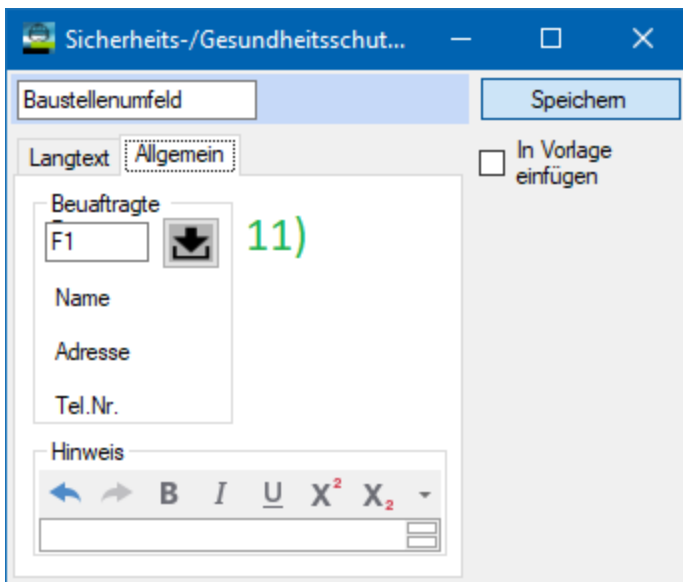 Sicherheits-/Gesundheitsschut...
Baustellenumfeld
Speichern
Langtext Allgemein
In Vorlage
einfügen
Beuaftragte
F1
11)
Name
Adresse
Tel.Nr.
Hinweis
B I U X² X₂